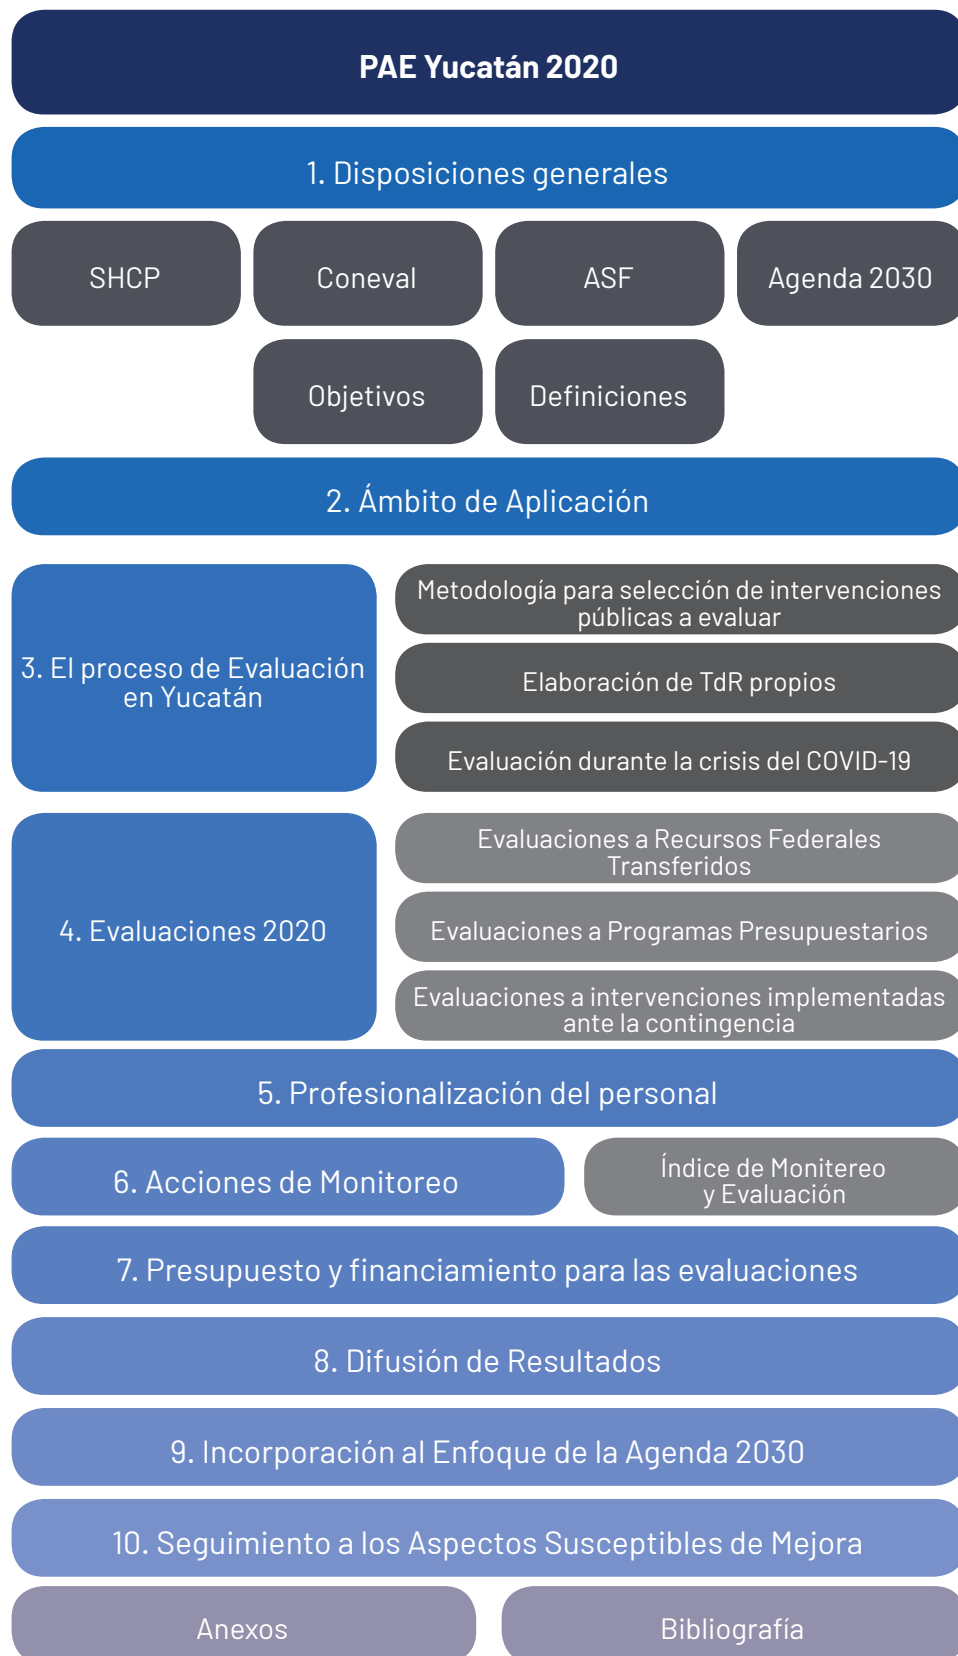 PAE Yucatán 2020
1. Disposiciones generales
SHCP
Coneval
ASF
Agenda 2030
Objetivos
Definiciones
2. Ámbito de Aplicación
3. El proceso de Evaluación
en Yucatán
Metodología para selección de intervenciones
públicas a evaluar
Elaboración de TdR propios
Evaluación durante la crisis del COVID-19
4. Evaluaciones 2020
Evaluaciones a Recursos Federales
Transferidos
Evaluaciones a Programas Presupuestarios
Evaluaciones a intervenciones implementadas
ante la contingencia
5. Profesionalización del personal
6. Acciones de Monitoreo
Índice de Monitereo
y Evaluación
7. Presupuesto y financiamiento para las evaluaciones
8. Difusión de Resultados
9. Incorporación al Enfoque de la Agenda 2030
10. Seguimiento a los Aspectos Susceptibles de Mejora
Anexos
Bibliografía